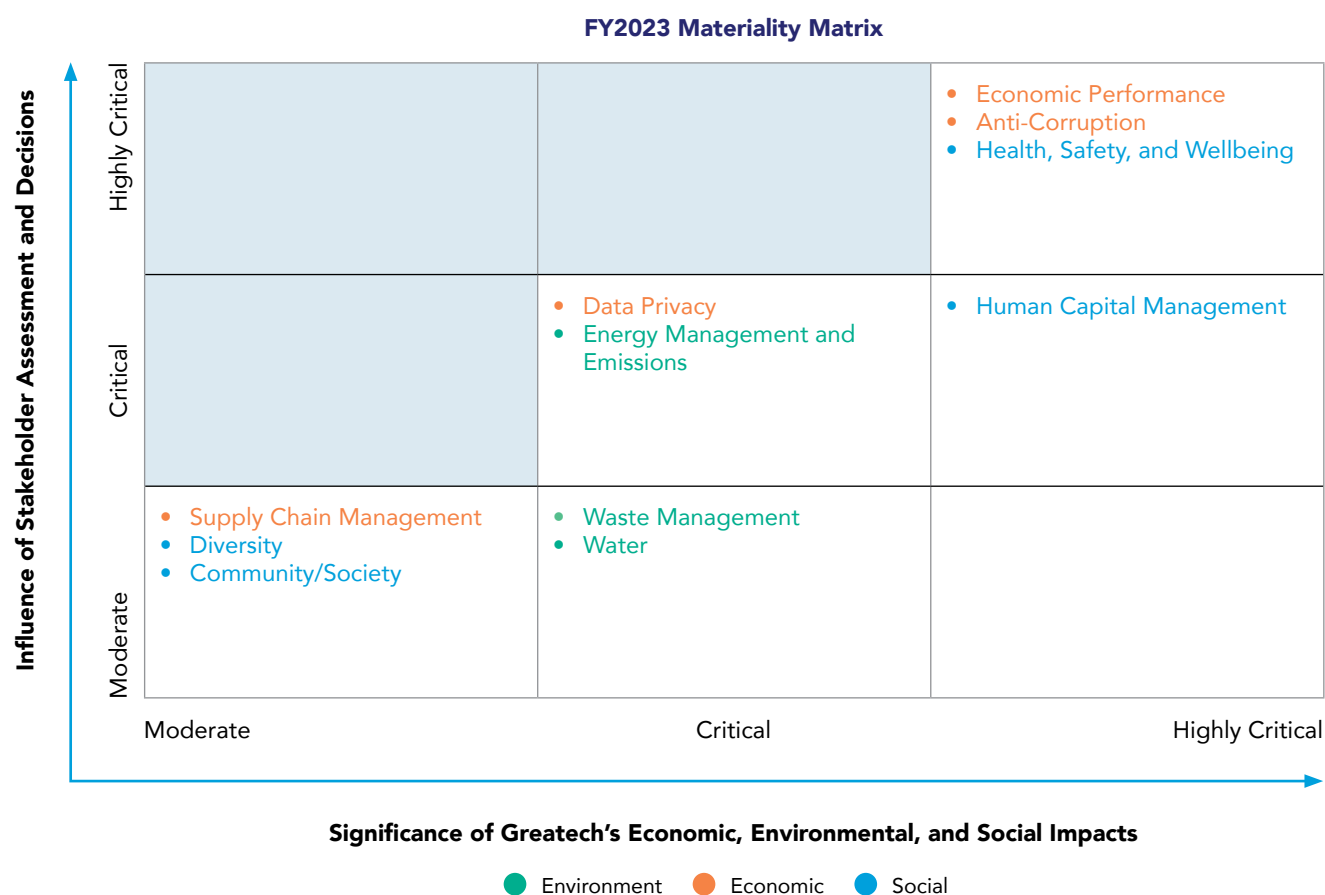 FY2023 Materiality Matrix
Influence of Stakeholder Assessment and Decisions
Highly Critical
• Economic Performance
• Anti-Corruption
• Health, Safety, and Wellbeing
Critical
• Data Privacy
• Energy Management and
Emissions
• Human Capital Management
Moderate
• Supply Chain Management
• Diversity
• Community/Society
• Waste Management
• Water
Moderate
Critical
Highly Critical
Significance of Greatech’s Economic, Environmental, and Social Impacts
Environment
Economic
Social